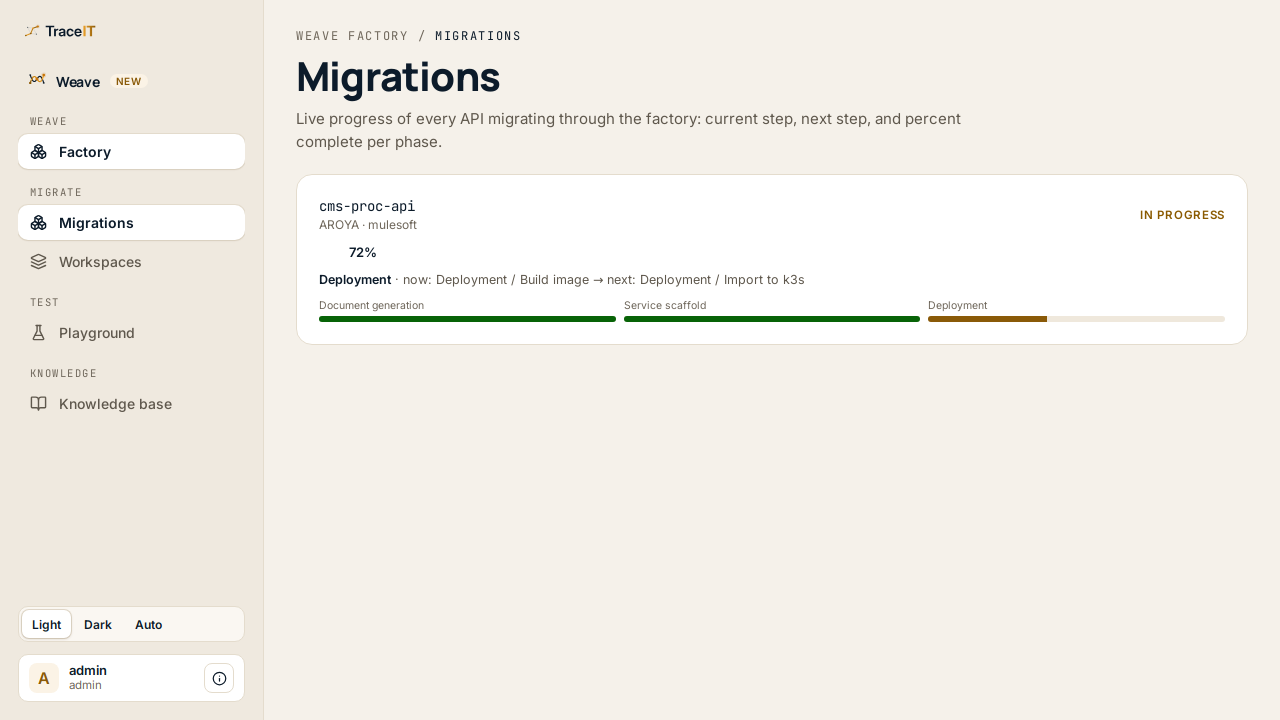 TraceIT
Weave NEW
WEAVE
Factory
MIGRATE
Migrations
Workspaces
TEST
Playground
KNOWLEDGE
Knowledge base
Light Dark Auto
A
admin
admin
WEAVE FACTORY / MIGRATIONS
Migrations
Live progress of every API migrating through the factory: current step, next step, and percent
complete per phase.
cms-proc-api
AROYA · mulesoft
IN PROGRESS
72%
Deployment · now: Deployment / Build image → next: Deployment / Import to k3s
Document generation
Service scaffold
Deployment